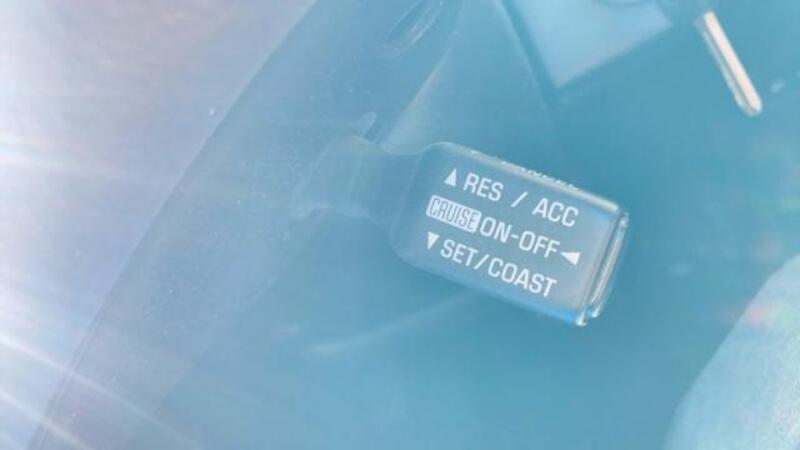 ▲ RES / ACC
CRUISE ON-OFF ◄
▼ SET/COAST